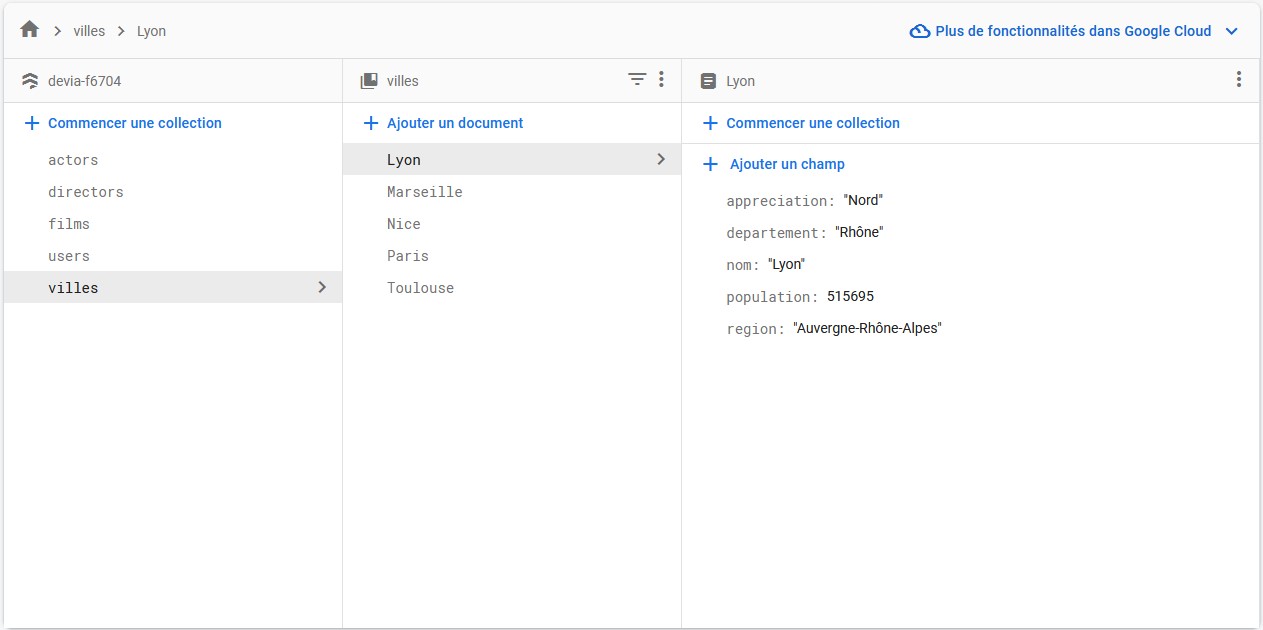 villes
Lyon
Plus de fonctionnalités dans Google Cloud
devia-f6704
villes
Lyon
Commencer une collection
Ajouter un document
Commencer une collection
actors
directors
films
users
villes
Lyon
Marseille
Nice
Paris
Toulouse
Ajouter un champ
appreciation: "Nord"
departement: "Rhône"
nom: "Lyon"
population: 515695
region: "Auvergne-Rhône-Alpes"